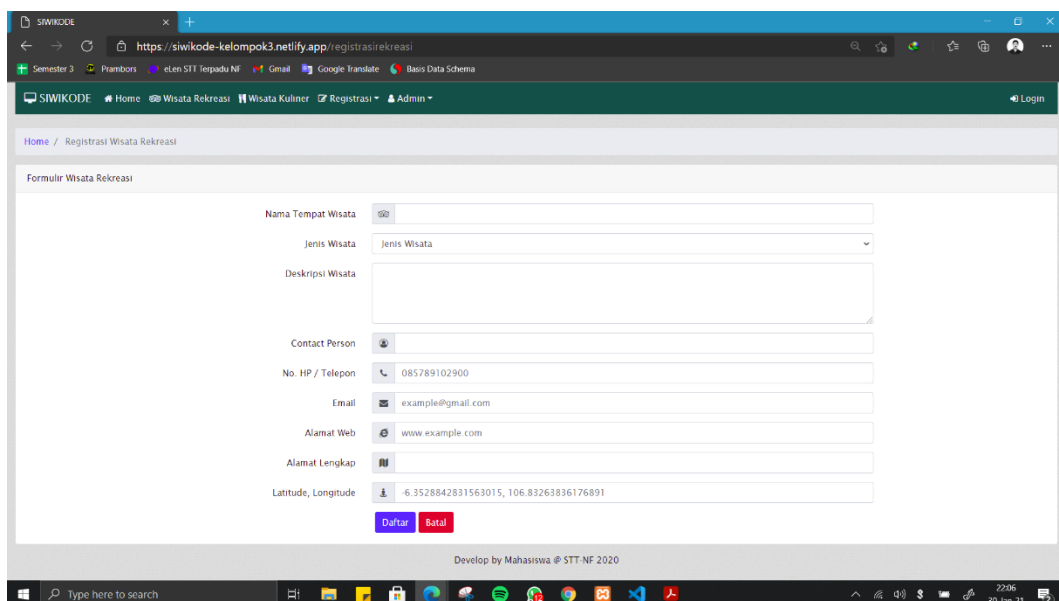 SIWIKODE
https://siwikode-kelompok3.netlify.app/registrasirekreasi
Semester 3 Prambors eLen STT Terpadu NF Gmail Google Translate Basis Data Schema
SIWIKODE Home Wisata Rekreasi Wisata Kuliner Registrasi Admin Login
Home / Registrasi Wisata Rekreasi
Formulir Wisata Rekreasi
Nama Tempat Wisata
Jenis Wisata Jenis Wisata
Deskripsi Wisata
Contact Person
No. HP / Telepon 085789102900
Email example@gmail.com
Alamat Web www.example.com
Alamat Lengkap
Latitude, Longitude -6.3528842831563015, 106.83263836176891
Daftar Batal
Develop by Mahasiswa @ STT-NF 2020
Type here to search
22:06
20-Jan-21